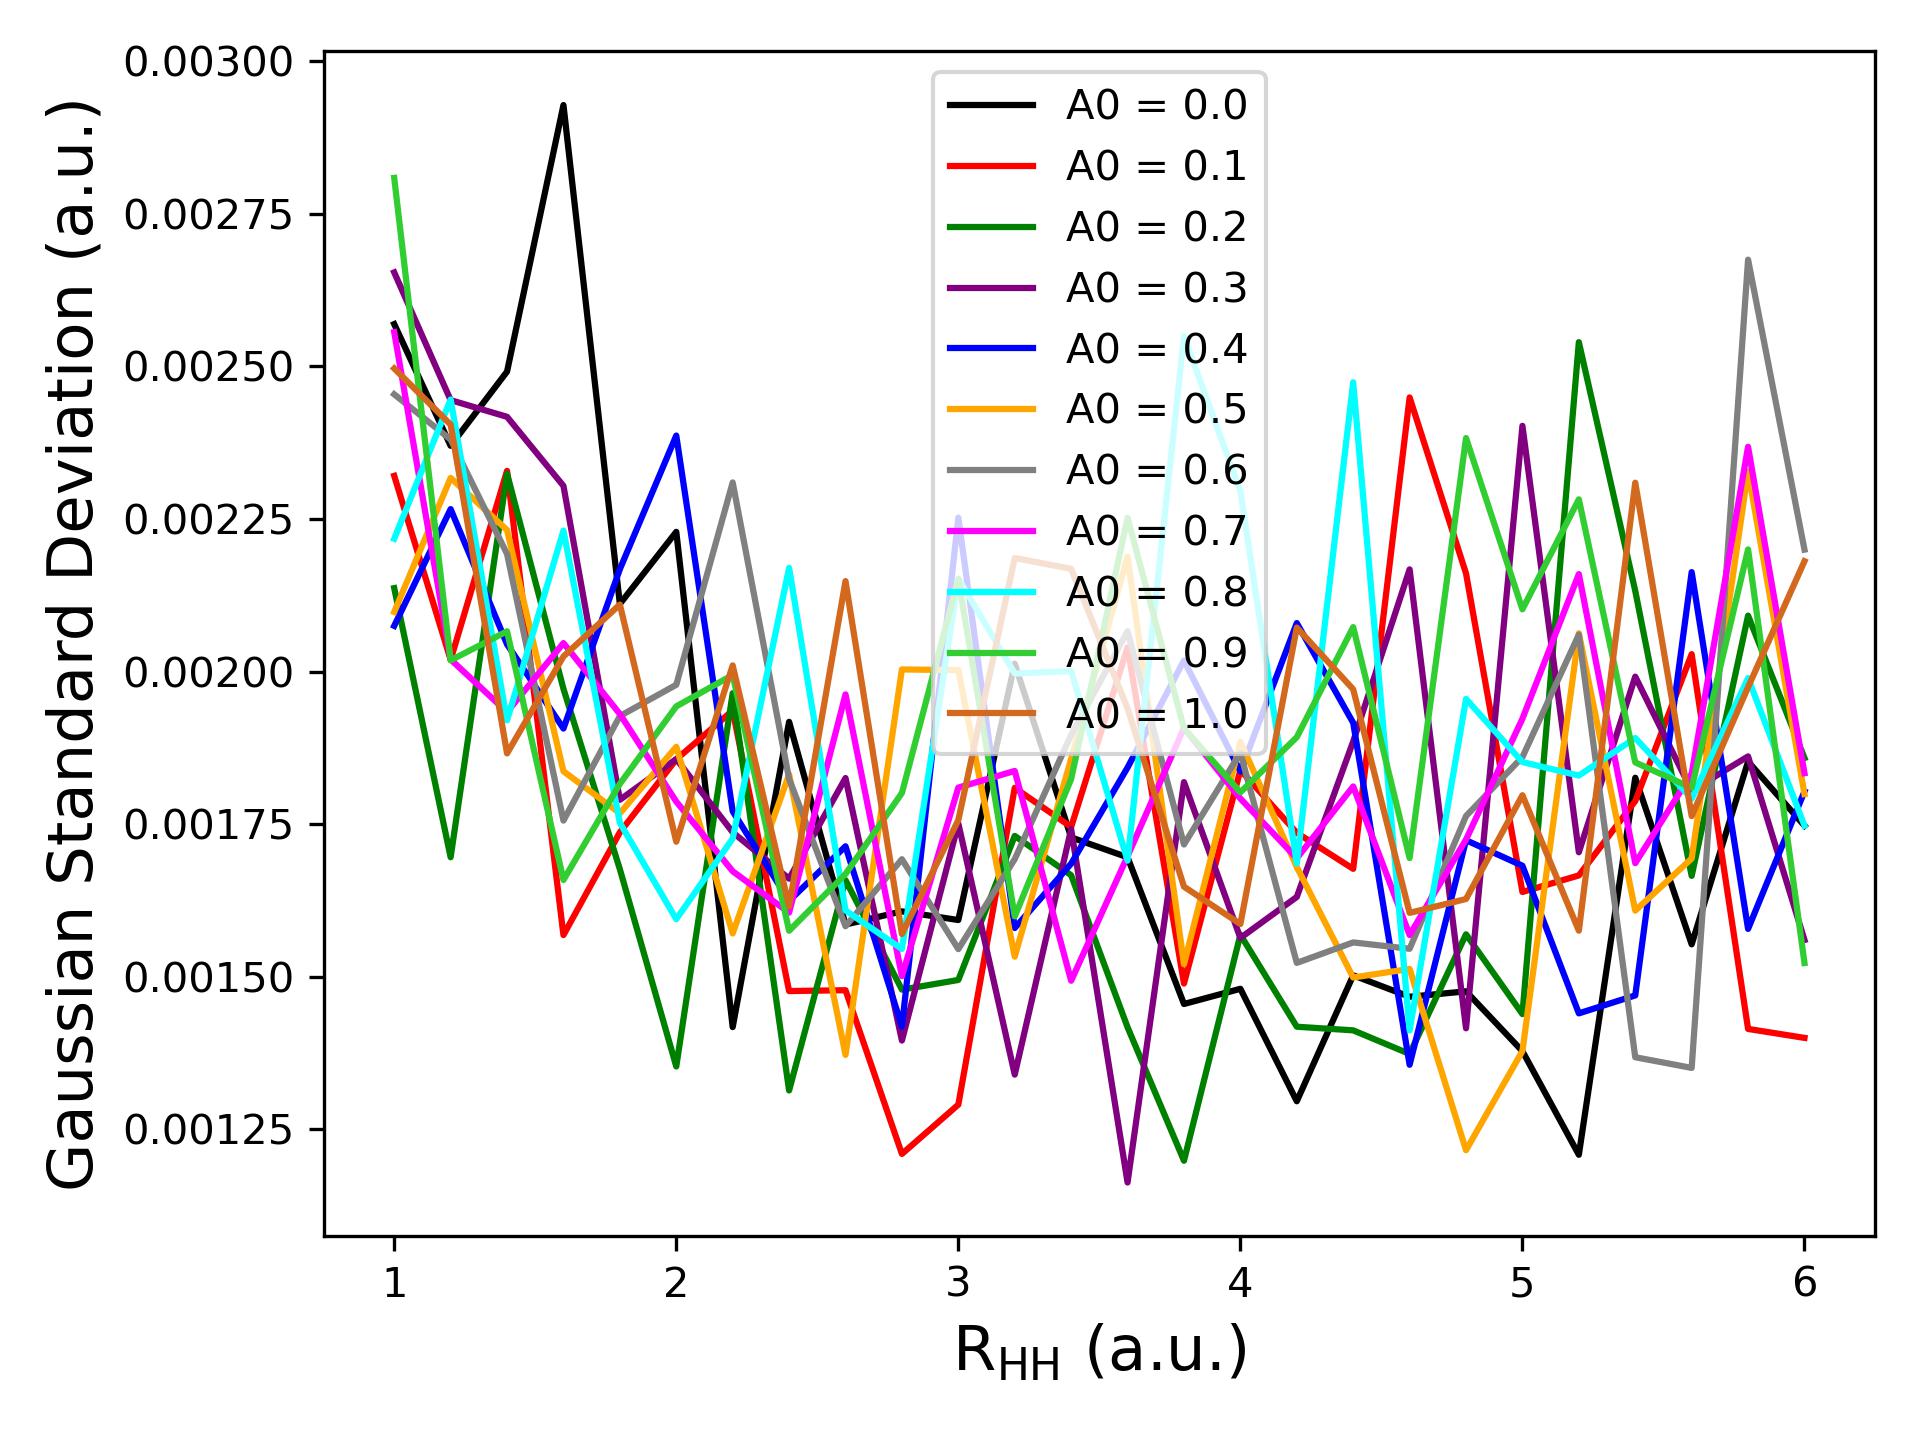 0.00300
0.00275
0.00250
0.00225
0.00200
0.00175
0.00150
0.00125
Gaussian Standard Deviation (a.u.)
A0 = 0.0
A0 = 0.1
A0 = 0.2
A0 = 0.3
A0 = 0.4
A0 = 0.5
A0 = 0.6
A0 = 0.7
A0 = 0.8
A0 = 0.9
A0 = 1.0
1 2 3 4 5 6
R_HH (a.u.)